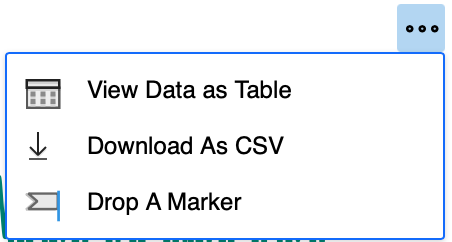 View Data as Table
Download As CSV
Drop A Marker